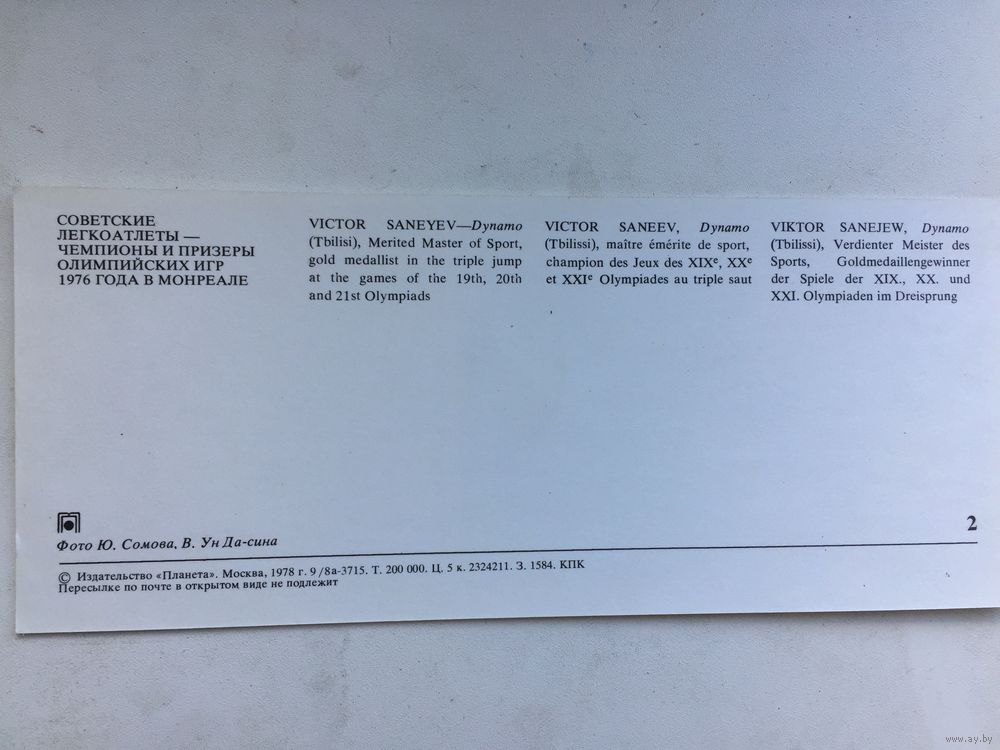 СОВЕТСКИЕ
ЛЕГКОАТЛЕТЫ —
ЧЕМПИОНЫ И ПРИЗЕРЫ
ОЛИМПИЙСКИХ ИГР
1976 ГОДА В МОНРЕАЛЕ
VICTOR SANEYEV—Dynamo
(Tbilisi), Merited Master of Sport,
gold medallist in the triple jump
at the games of the 19th, 20th
and 21st Olympiads
VICTOR SANEEV, Dynamo
(Tbilissi), maître émérite de sport,
champion des Jeux des XIXᵉ, XXᵉ
et XXIᵉ Olympiades au triple saut
VIKTOR SANEJEW, Dynamo
(Tbilissi), Verdienter Meister des
Sports, Goldmedaillengewinner
der Spiele der XIX., XX. und
XXI. Olympiaden im Dreisprung
Фото Ю. Сомова, В. Ун Да-сина
2
© Издательство «Планета». Москва, 1978 г. 9/8а-3715. Т. 200 000. Ц. 5 к. 2324211. З. 1584. КПК
Пересылке по почте в открытом виде не подлежит
www.ay.by